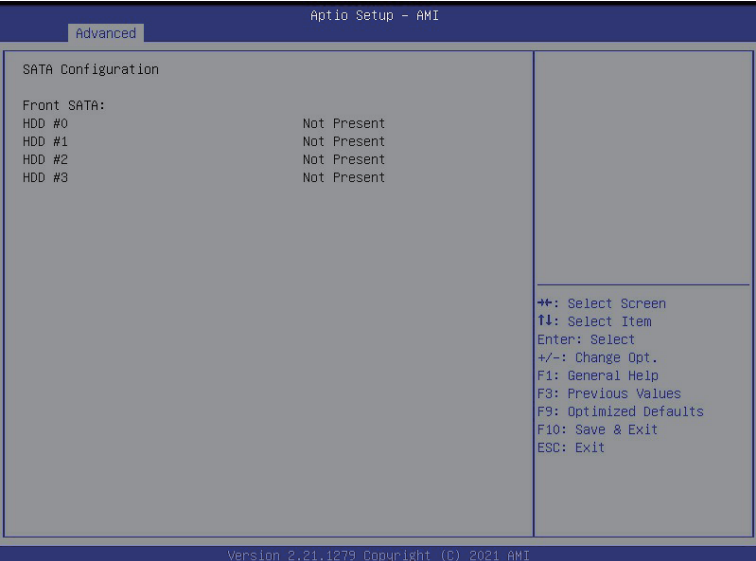 Aptio Setup – AMI
Advanced
SATA Configuration
Front SATA:
HDD #0 Not Present
HDD #1 Not Present
HDD #2 Not Present
HDD #3 Not Present
→←: Select Screen
↑↓: Select Item
Enter: Select
+/-: Change Opt.
F1: General Help
F3: Previous Values
F9: Optimized Defaults
F10: Save & Exit
ESC: Exit
Version 2.21.1279 Copyright (C) 2021 AMI